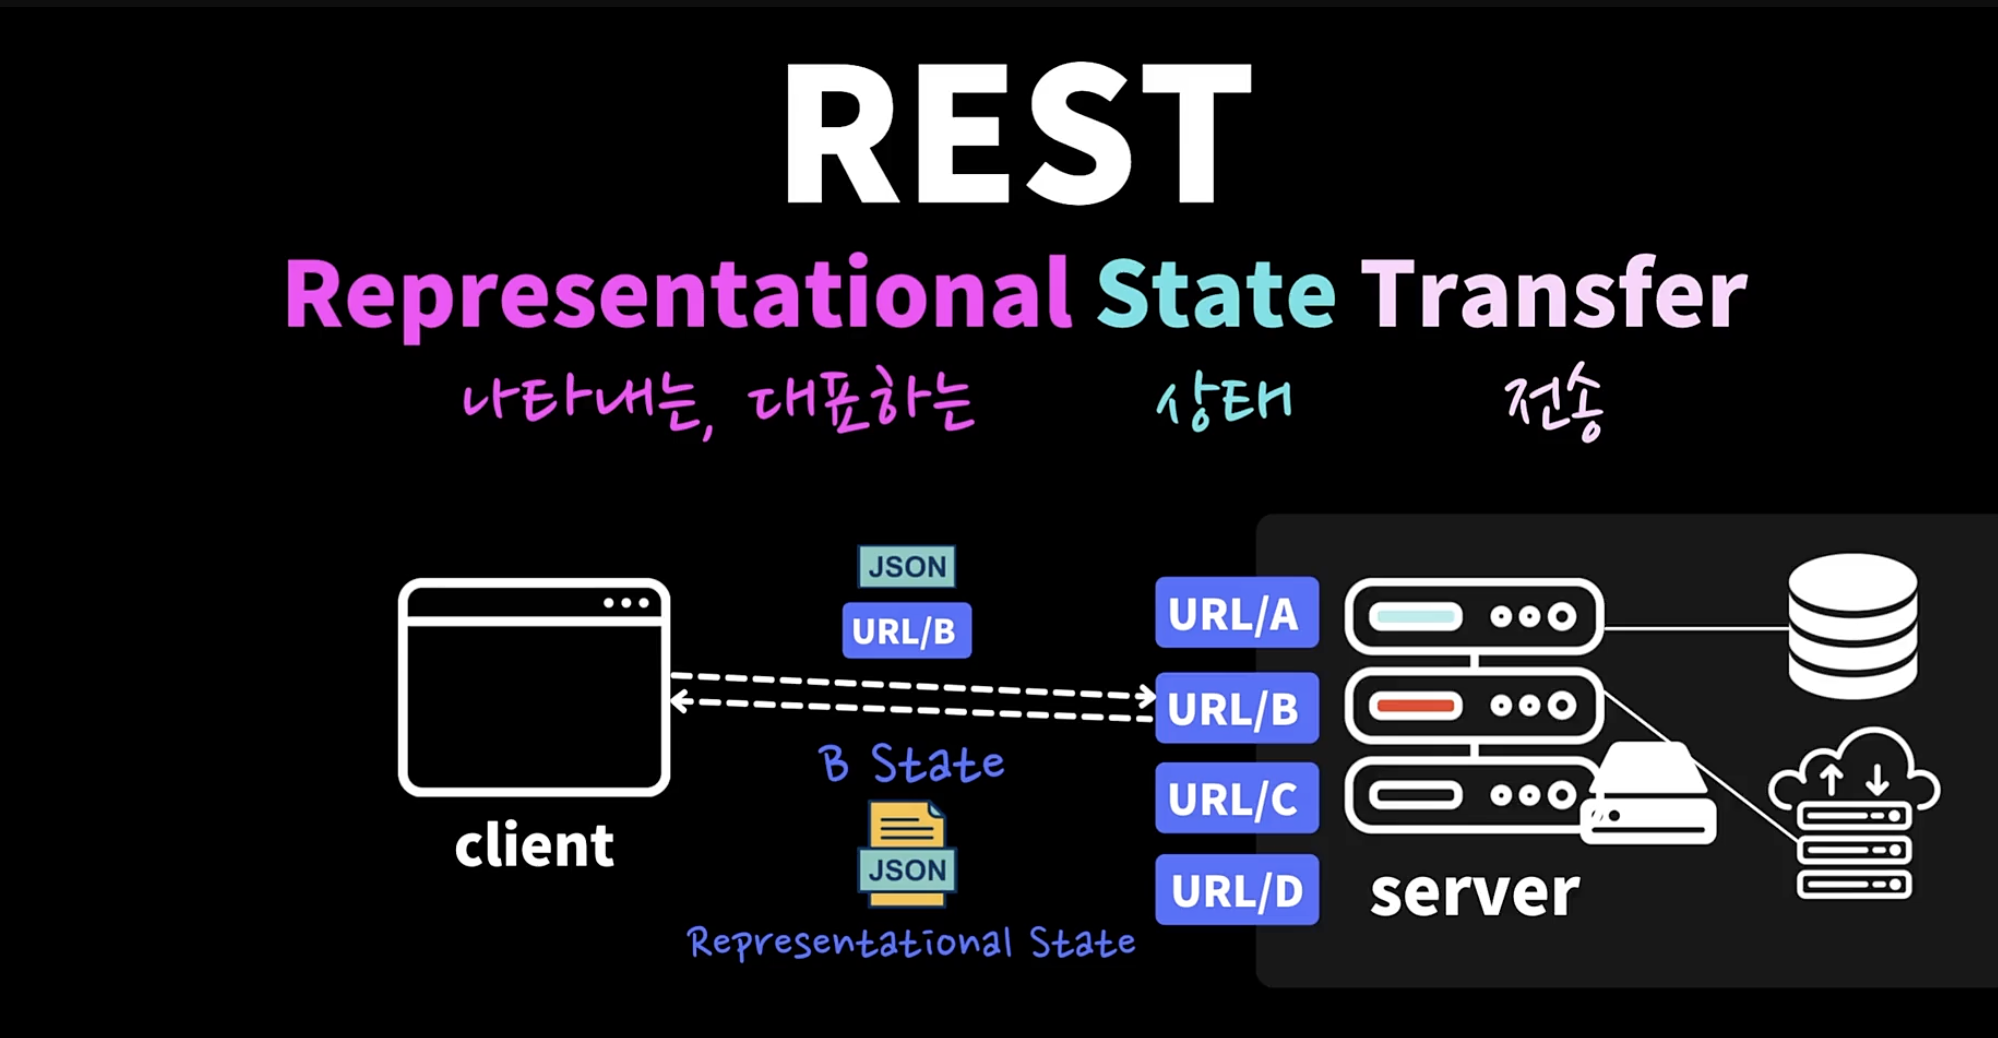 REST
Representational State Transfer
나타내는, 대표하는 상태 전송
JSON
URL/B
B State
JSON
Representational State
client
URL/A
URL/B
URL/C
URL/D
server